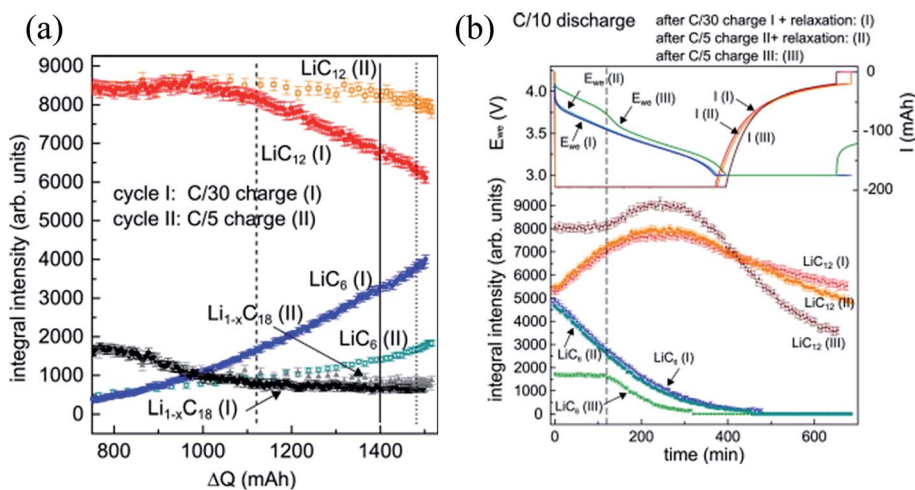 (a)
9000
8000
7000
6000
5000
4000
3000
2000
1000
0
integral intensity (arb. units)
LiC12 (II)
LiC12 (I)
cycle I: C/30 charge (I)
cycle II: C/5 charge (II)
LiC6 (I)
Li1-xC18 (II)
LiC6 (II)
Li1-xC18 (I)
800 1000 1200 1400
ΔQ (mAh)
(b)
C/10 discharge
after C/30 charge I + relaxation: (I)
after C/5 charge II+ relaxation: (II)
after C/5 charge III: (III)
4.0
3.5
3.0
Ewe (V)
Ewe (II)
Ewe (III)
Ewe (I)
I (I)
I (II)
I (III)
0
-100
-200
I (mAh)
9000
8000
7000
6000
5000
4000
3000
2000
1000
0
integral intensity (arb. units)
LiC12 (I)
LiC12 (II)
LiC12 (III)
LiC6 (II)
LiC6 (I)
LiC6 (III)
0 200 400 600
time (min)